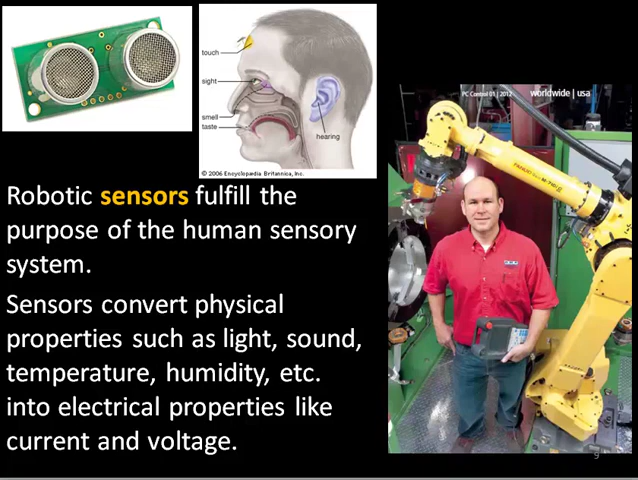 touch
sight
smell
taste
hearing
© 2006 Encyclopædia Britannica, Inc.
PC Control 03 | 2012
worldwide | usa
Robotic sensors fulfill the
purpose of the human sensory
system.
Sensors convert physical
properties such as light, sound,
temperature, humidity, etc.
into electrical properties like
current and voltage.
9